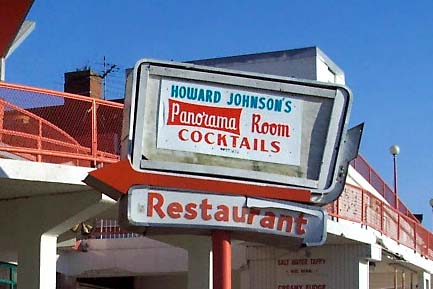 HOWARD JOHNSON'S
Panorama Room
COCKTAILS
Restaurant
SALT WATER TAFFY
CREAMY FUDGE